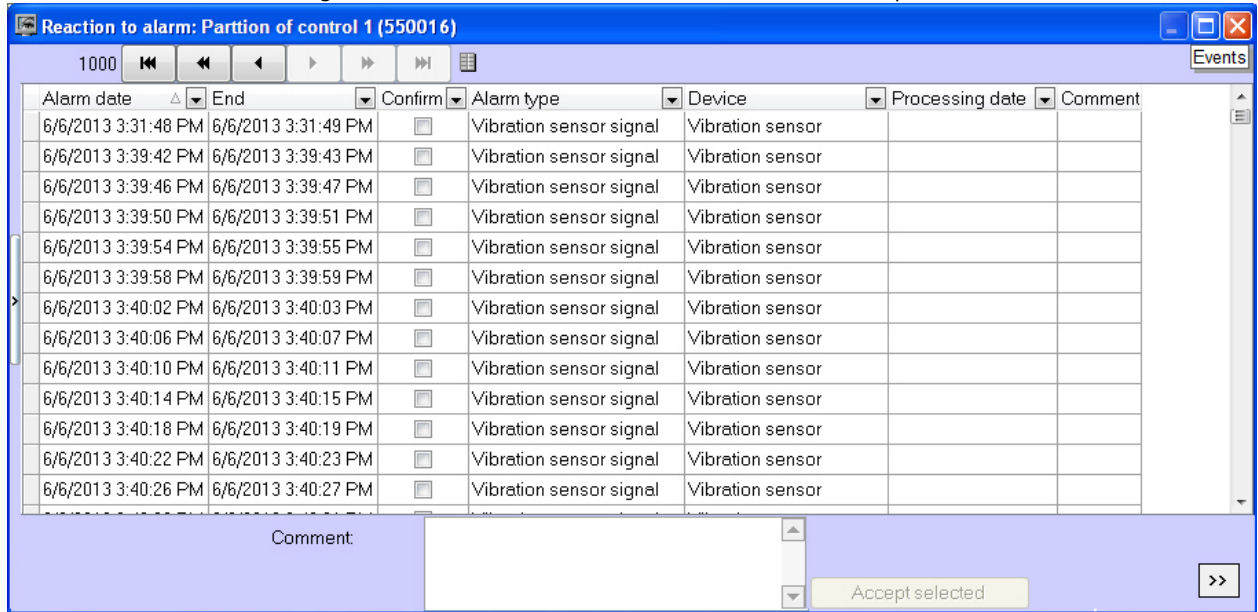 Reaction to alarm: Parttion of control 1 (550016)
1000
Events
Alarm date End Confirm Alarm type Device Processing date Comment
6/6/2013 3:31:48 PM 6/6/2013 3:31:49 PM Vibration sensor signal Vibration sensor
6/6/2013 3:39:42 PM 6/6/2013 3:39:43 PM Vibration sensor signal Vibration sensor
6/6/2013 3:39:46 PM 6/6/2013 3:39:47 PM Vibration sensor signal Vibration sensor
6/6/2013 3:39:50 PM 6/6/2013 3:39:51 PM Vibration sensor signal Vibration sensor
6/6/2013 3:39:54 PM 6/6/2013 3:39:55 PM Vibration sensor signal Vibration sensor
6/6/2013 3:39:58 PM 6/6/2013 3:39:59 PM Vibration sensor signal Vibration sensor
6/6/2013 3:40:02 PM 6/6/2013 3:40:03 PM Vibration sensor signal Vibration sensor
6/6/2013 3:40:06 PM 6/6/2013 3:40:07 PM Vibration sensor signal Vibration sensor
6/6/2013 3:40:10 PM 6/6/2013 3:40:11 PM Vibration sensor signal Vibration sensor
6/6/2013 3:40:14 PM 6/6/2013 3:40:15 PM Vibration sensor signal Vibration sensor
6/6/2013 3:40:18 PM 6/6/2013 3:40:19 PM Vibration sensor signal Vibration sensor
6/6/2013 3:40:22 PM 6/6/2013 3:40:23 PM Vibration sensor signal Vibration sensor
6/6/2013 3:40:26 PM 6/6/2013 3:40:27 PM Vibration sensor signal Vibration sensor
Comment:
Accept selected
>>